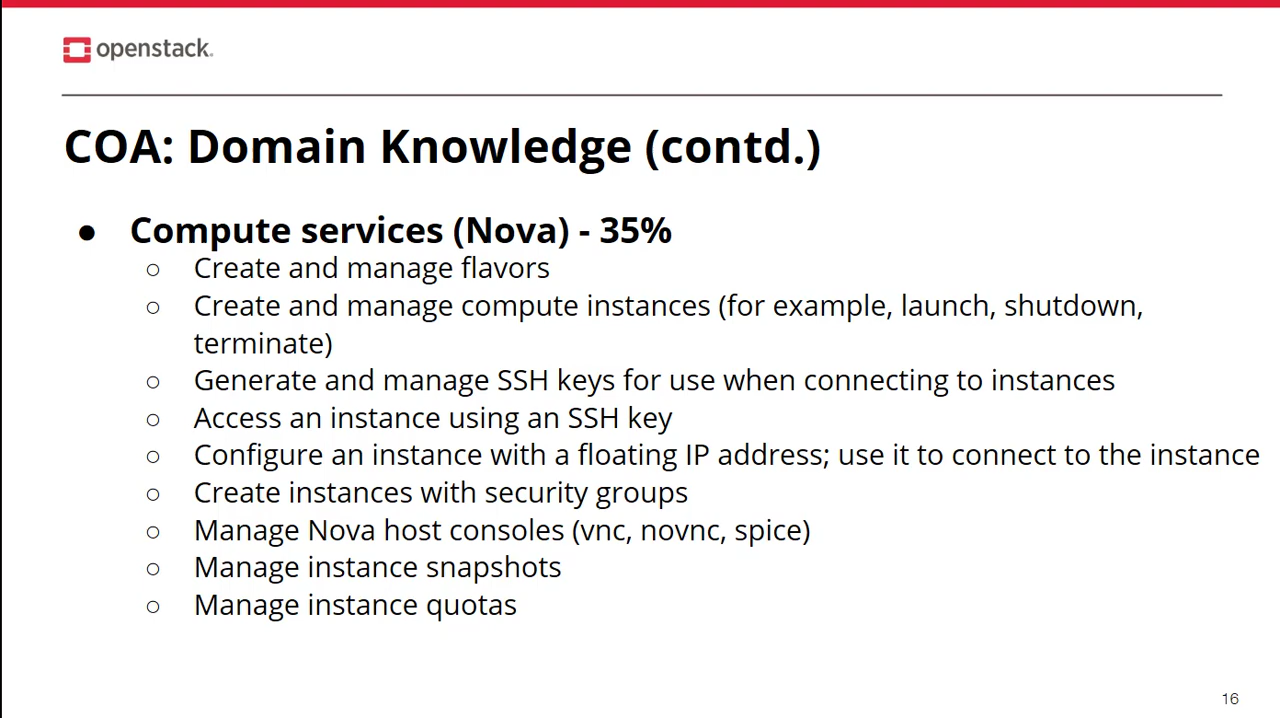 openstack.
COA: Domain Knowledge (contd.)
● Compute services (Nova) - 35%
○ Create and manage flavors
○ Create and manage compute instances (for example, launch, shutdown,
terminate)
○ Generate and manage SSH keys for use when connecting to instances
○ Access an instance using an SSH key
○ Configure an instance with a floating IP address; use it to connect to the instance
○ Create instances with security groups
○ Manage Nova host consoles (vnc, novnc, spice)
○ Manage instance snapshots
○ Manage instance quotas
16